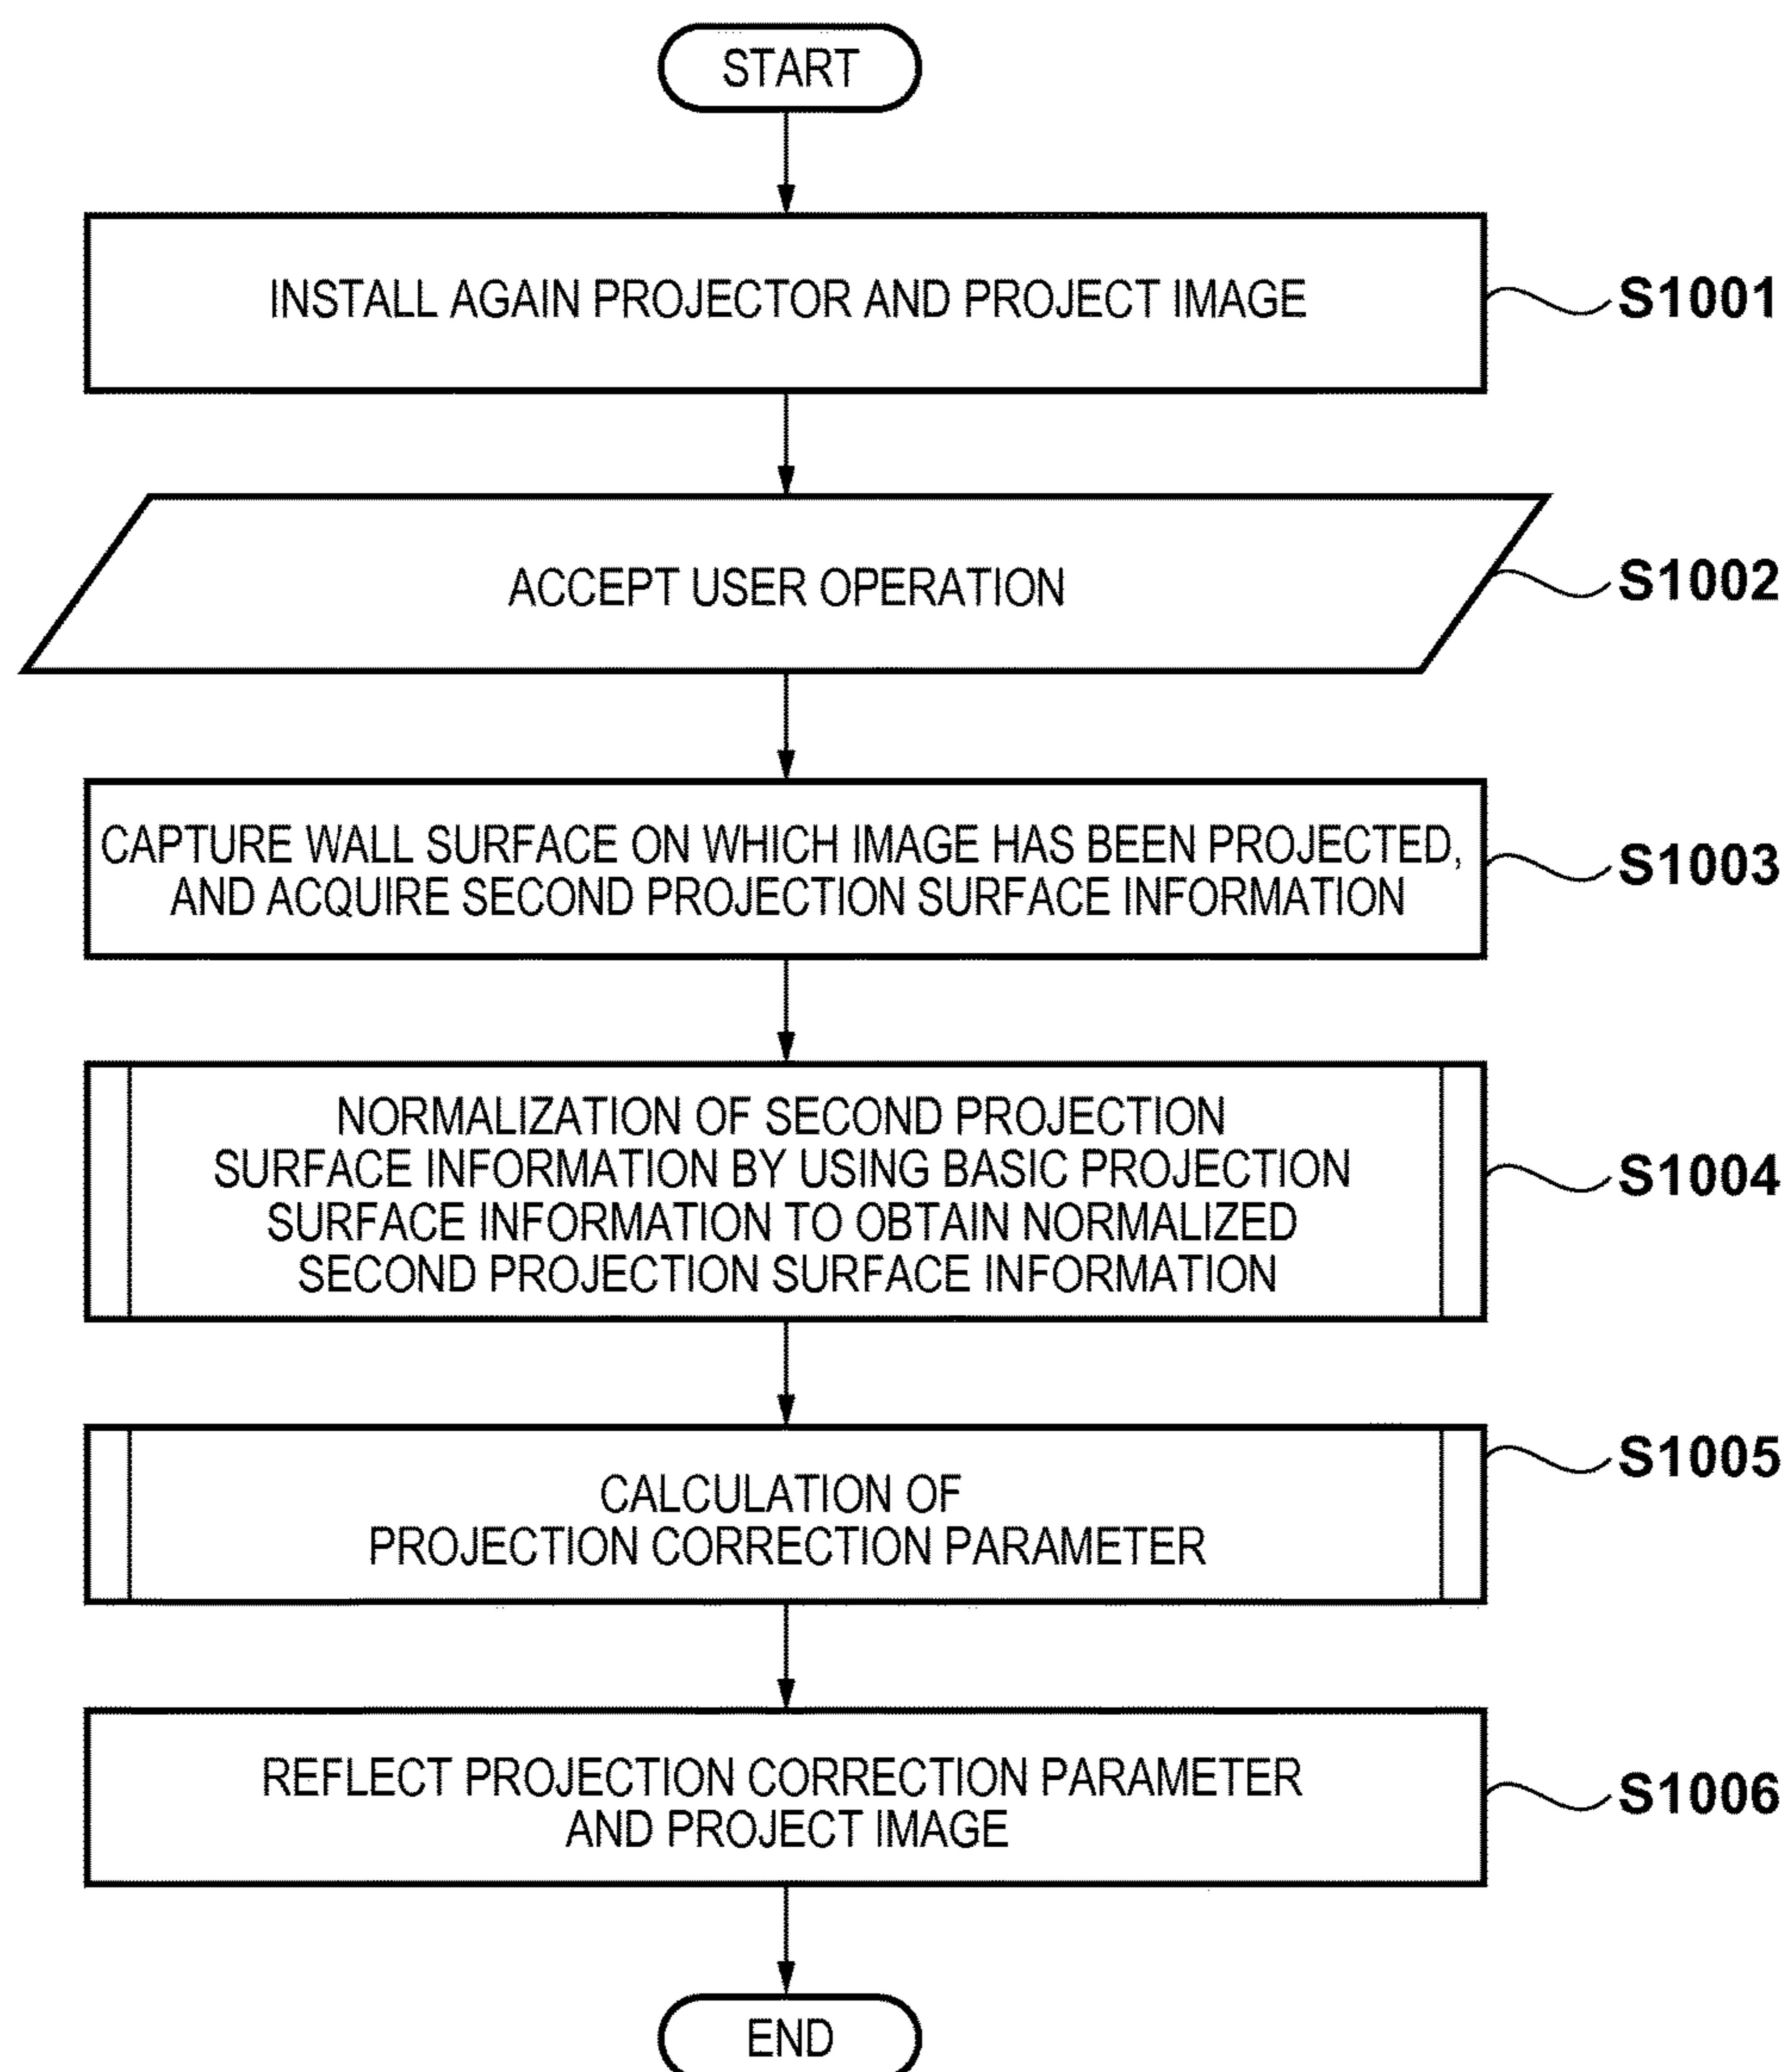 START
INSTALL AGAIN PROJECTOR AND PROJECT IMAGE
S1001
ACCEPT USER OPERATION
S1002
CAPTURE WALL SURFACE ON WHICH IMAGE HAS BEEN PROJECTED,
AND ACQUIRE SECOND PROJECTION SURFACE INFORMATION
S1003
NORMALIZATION OF SECOND PROJECTION
SURFACE INFORMATION BY USING BASIC PROJECTION
SURFACE INFORMATION TO OBTAIN NORMALIZED
SECOND PROJECTION SURFACE INFORMATION
S1004
CALCULATION OF
PROJECTION CORRECTION PARAMETER
S1005
REFLECT PROJECTION CORRECTION PARAMETER
AND PROJECT IMAGE
S1006
END